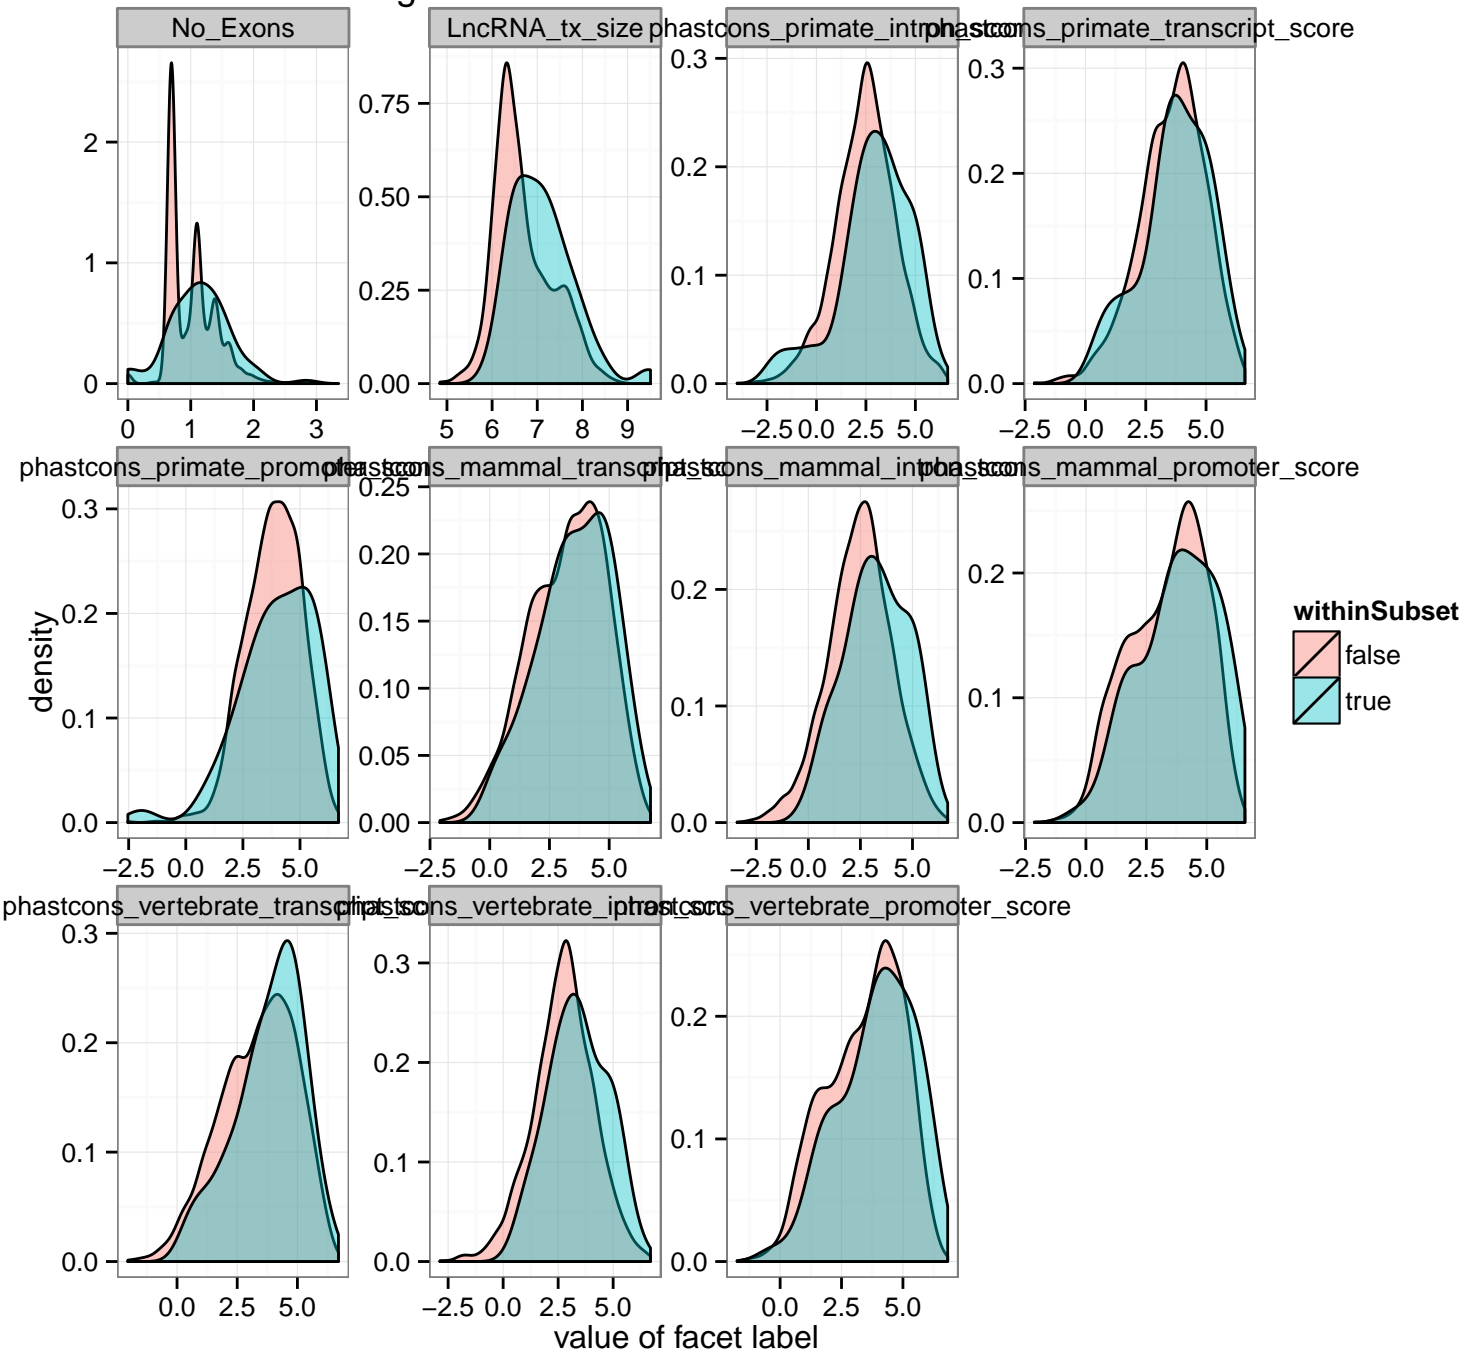 No_Exons
LncRNA_tx_size
phastcons_primate_intron_score
phastcons_primate_transcript_score
0
1
2
0 1 2 3
0.00
0.25
0.50
0.75
5 6 7 8 9
0.0
0.1
0.2
0.3
−2.5 0.0 2.5 5.0
0.0
0.1
0.2
0.3
−2.5 0.0 2.5 5.0
phastcons_primate_promoter_score
phastcons_mammal_transcript_score
phastcons_mammal_intron_score
phastcons_mammal_promoter_score
0.0
0.1
0.2
0.3
−2.5 0.0 2.5 5.0
0.00
0.05
0.10
0.15
0.20
0.25
−2.5 0.0 2.5 5.0
0.0
0.1
0.2
−2.5 0.0 2.5 5.0
0.0
0.1
0.2
−2.5 0.0 2.5 5.0
phastcons_vertebrate_transcript_score
phastcons_vertebrate_intron_score
phastcons_vertebrate_promoter_score
0.0
0.1
0.2
0.3
0.0 2.5 5.0
0.0
0.1
0.2
0.3
−2.5 0.0 2.5 5.0
0.0
0.1
0.2
0.0 2.5 5.0
density
value of facet label
withinSubset
false
true